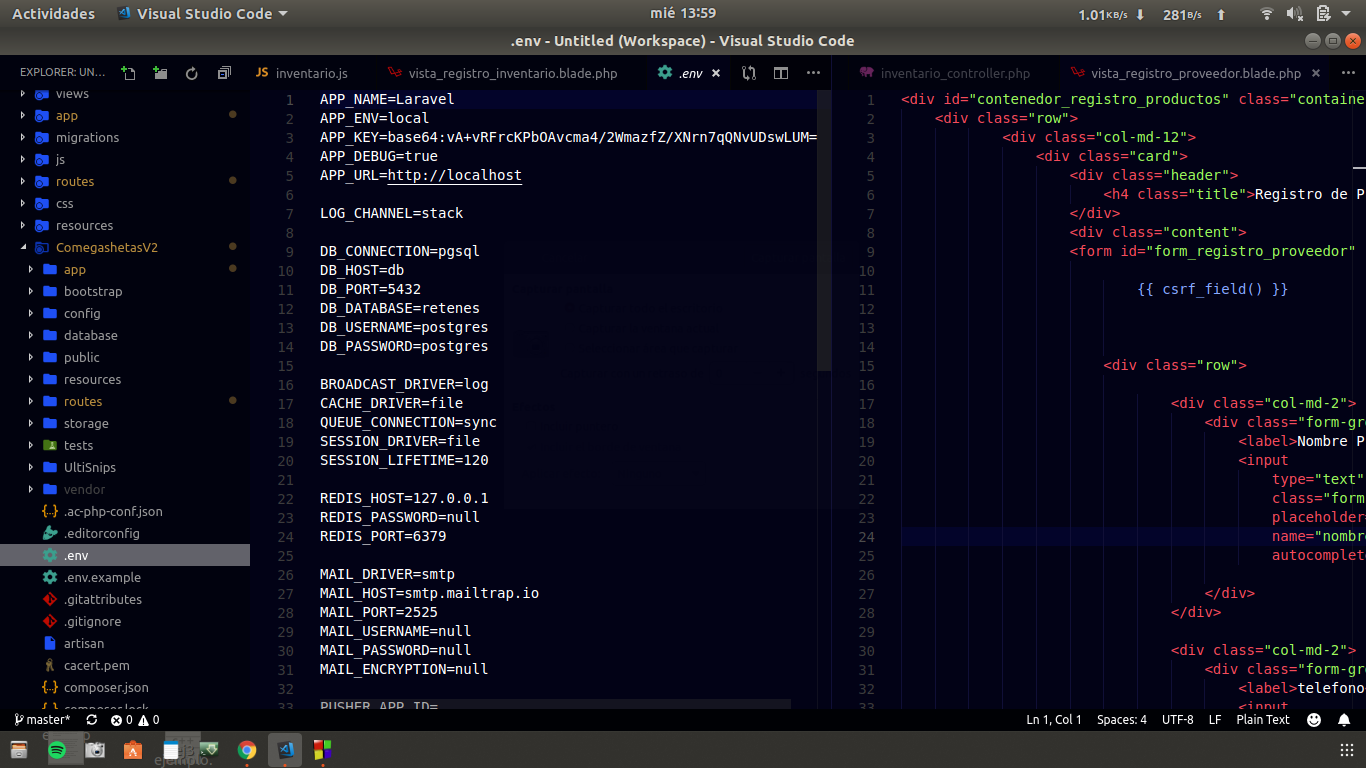 Actividades
Visual Studio Code
mié 13:59
1.01KB/s
281B/s
.env - Untitled (Workspace) - Visual Studio Code
EXPLORER: UN...
JS inventario.js
vista_registro_inventario.blade.php
.env
inventario_controller.php
vista_registro_proveedor.blade.php
views
app
migrations
js
routes
css
resources
ComegashetasV2
app
bootstrap
config
database
public
resources
routes
storage
tests
UltiSnips
vendor
.ac-php-conf.json
.editorconfig
.env
.env.example
.gitattributes
.gitignore
artisan
cacert.pem
composer.json
composer.lock
1 APP_NAME=Laravel
2 APP_ENV=local
3 APP_KEY=base64:vA+vRFrcKPbOAvcma4/2WmazfZ/XNrn7qQNvUDswLUM=
4 APP_DEBUG=true
5 APP_URL=http://localhost
6
7 LOG_CHANNEL=stack
8
9 DB_CONNECTION=pgsql
10 DB_HOST=db
11 DB_PORT=5432
12 DB_DATABASE=retenes
13 DB_USERNAME=postgres
14 DB_PASSWORD=postgres
15
16 BROADCAST_DRIVER=log
17 CACHE_DRIVER=file
18 QUEUE_CONNECTION=sync
19 SESSION_DRIVER=file
20 SESSION_LIFETIME=120
21
22 REDIS_HOST=127.0.0.1
23 REDIS_PASSWORD=null
24 REDIS_PORT=6379
25
26 MAIL_DRIVER=smtp
27 MAIL_HOST=smtp.mailtrap.io
28 MAIL_PORT=2525
29 MAIL_USERNAME=null
30 MAIL_PASSWORD=null
31 MAIL_ENCRYPTION=null
32
33 PUSHER_APP_ID=
1 <div id="contenedor_registro_productos" class="containe
2 <div class="row">
3 <div class="col-md-12">
4 <div class="card">
5 <div class="header">
6 <h4 class="title">Registro de P
7 </div>
8 <div class="content">
9 <form id="form_registro_proveedor"
10
11 {{ csrf_field() }}
12
13
14
15 <div class="row">
16
17 <div class="col-md-2">
18 <div class="form-gro
19 <label>Nombre P
20 <input
21 type="text"
22 class="form
23 placeholder=
24 name="nombre
25 autocomplete
26
27 </div>
28 </div>
29
30 <div class="col-md-2">
31 <div class="form-gro
32 <label>telefono
33 <input
master*
0
0
Ln 1, Col 1
Spaces: 4
UTF-8
LF
Plain Text
ejemplo.